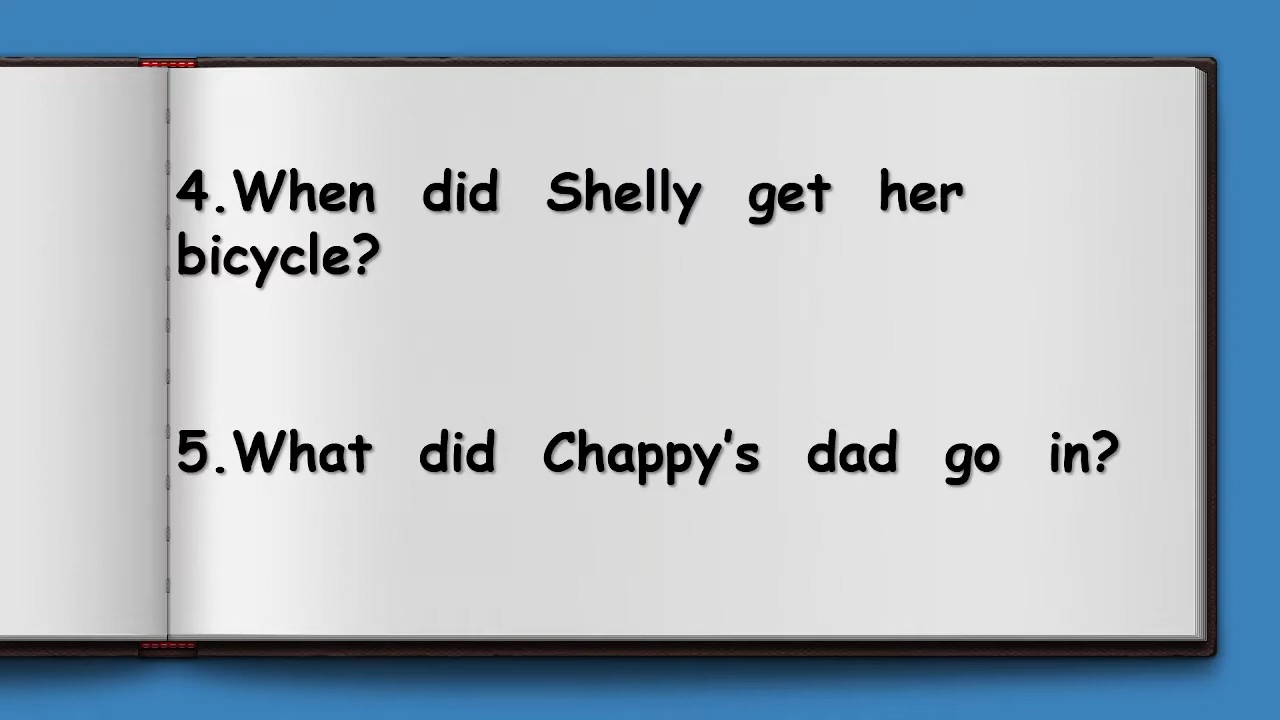 4.When did Shelly get her
bicycle?
5.What did Chappy’s dad go in?